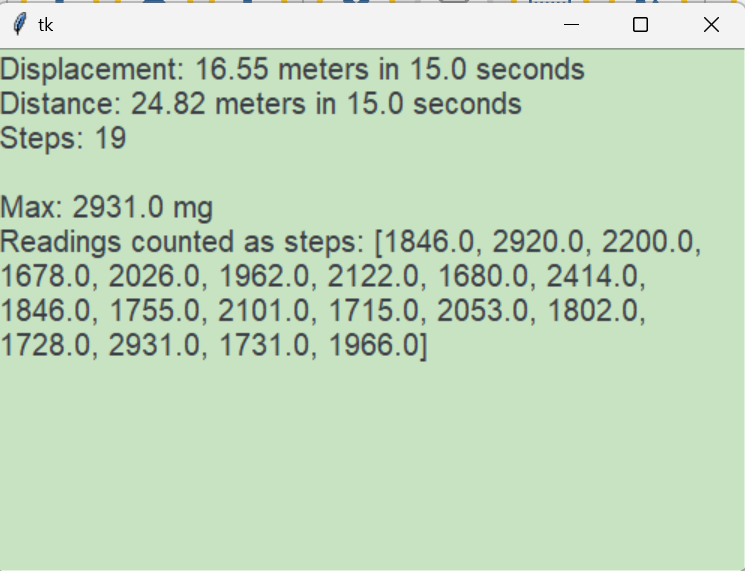 tk
Displacement: 16.55 meters in 15.0 seconds
Distance: 24.82 meters in 15.0 seconds
Steps: 19
Max: 2931.0 mg
Readings counted as steps: [1846.0, 2920.0, 2200.0,
1678.0, 2026.0, 1962.0, 2122.0, 1680.0, 2414.0,
1846.0, 1755.0, 2101.0, 1715.0, 2053.0, 1802.0,
1728.0, 2931.0, 1731.0, 1966.0]